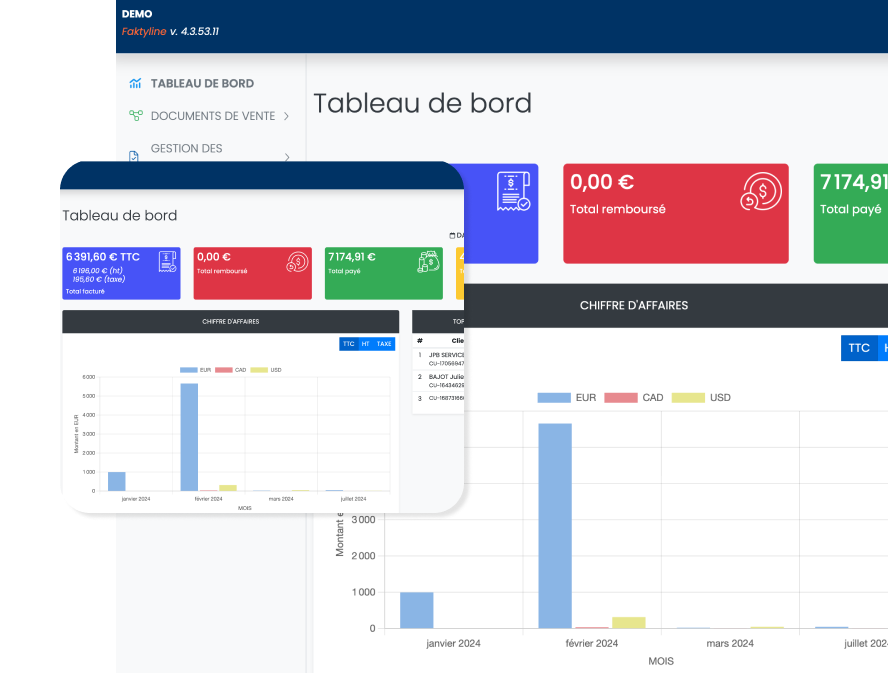 DEMO
Faktyline v. 4.3.53.11
TABLEAU DE BORD
DOCUMENTS DE VENTE
GESTION DES
Tableau de bord
0,00 €
Total remboursé
7174,91
Total payé
CHIFFRE D'AFFAIRES
TTC
EUR CAD USD
3 000
2 000
1 000
0
janvier 2024 février 2024 mars 2024 juillet 202
MOIS
Tableau de bord
6 391,60 € TTC
6 196,00 € (ht)
195,60 € (taxe)
Total facturé
0,00 €
Total remboursé
7174,91 €
Total payé
CHIFFRE D'AFFAIRES
TOP
TTC HT TAXE
# Clie
1 JPB SERVICE
CU-17056947
2 BAJOT Julie
CU-16434629
3 CU-16873166
EUR CAD USD
Montant en EUR
6 000
5 000
4 000
3 000
2 000
1 000
0
janvier 2024 février 2024 mars 2024 juillet 2024
MOIS